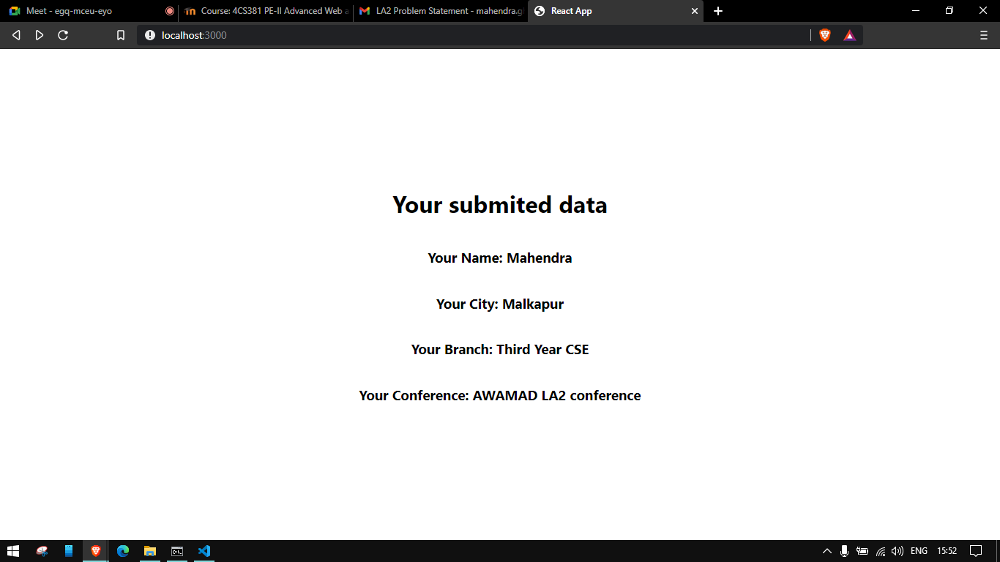 Meet - egq-mceu-eyo
Course: 4CS381 PE-II Advanced Web a
LA2 Problem Statement - mahendra.g
React App
localhost:3000
Your submited data
Your Name: Mahendra
Your City: Malkapur
Your Branch: Third Year CSE
Your Conference: AWAMAD LA2 conference
ENG
15:52